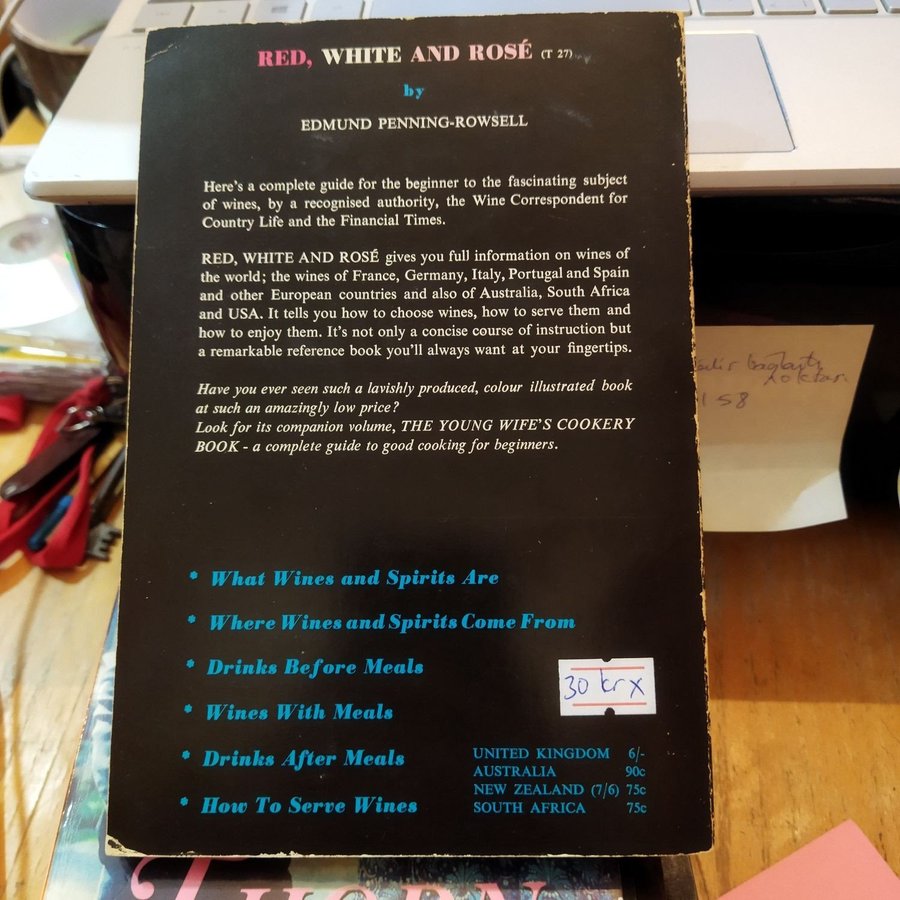 RED, WHITE AND ROSÉ (T 27)
by
EDMUND PENNING-ROWSELL
Here's a complete guide for the beginner to the fascinating subject
of wines, by a recognised authority, the Wine Correspondent for
Country Life and the Financial Times.
RED, WHITE AND ROSÉ gives you full information on wines of
the world; the wines of France, Germany, Italy, Portugal and Spain
and other European countries and also of Australia, South Africa
and USA. It tells you how to choose wines, how to serve them and
how to enjoy them. It's not only a concise course of instruction but
a remarkable reference book you'll always want at your fingertips.
Have you ever seen such a lavishly produced, colour illustrated book
at such an amazingly low price?
Look for its companion volume, THE YOUNG WIFE'S COOKERY
BOOK - a complete guide to good cooking for beginners.
* What Wines and Spirits Are
* Where Wines and Spirits Come From
* Drinks Before Meals
* Wines With Meals
* Drinks After Meals
* How To Serve Wines
30 kr x
UNITED KINGDOM 6/-
AUSTRALIA 90c
NEW ZEALAND (7/6) 75c
SOUTH AFRICA 75c
158
THORN